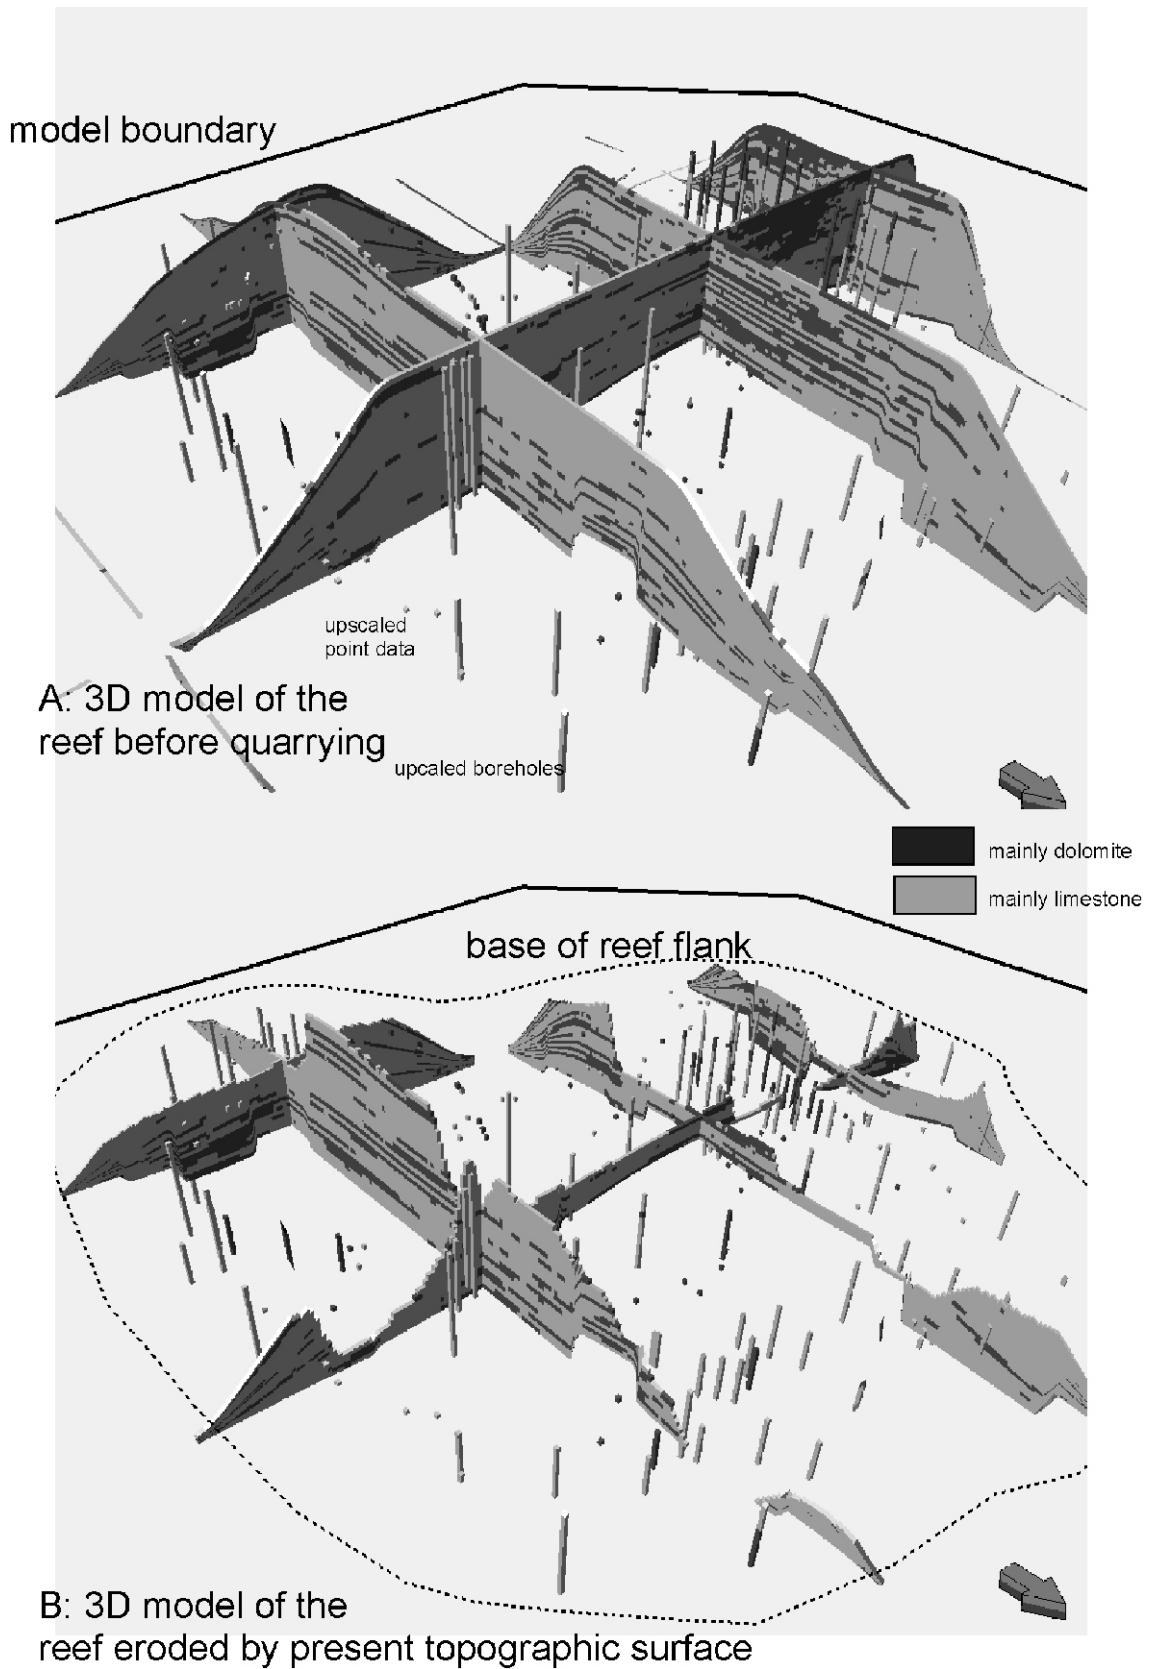 model boundary
upscaled
point data
A: 3D model of the
reef before quarrying
upcaled boreholes
mainly dolomite
mainly limestone
base of reef flank
B: 3D model of the
reef eroded by present topographic surface